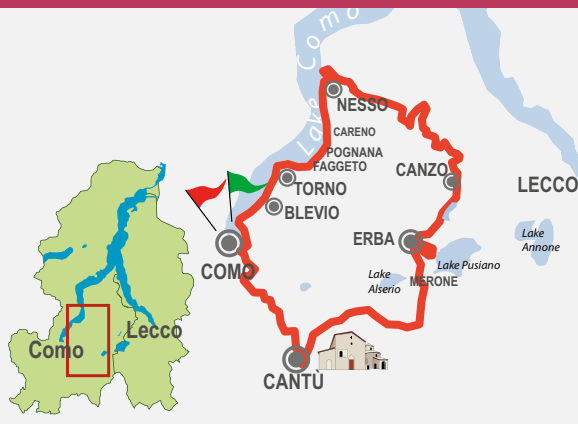 Lake Como
NESSO
CARENO
POGNANA
FAGGETO
CANZO
TORNO
LECCO
BLEVIO
ERBA
Lake
Annone
COMO
Lake Pusiano
Lake
Alserio
MERONE
Lecco
Como
CANTÙ